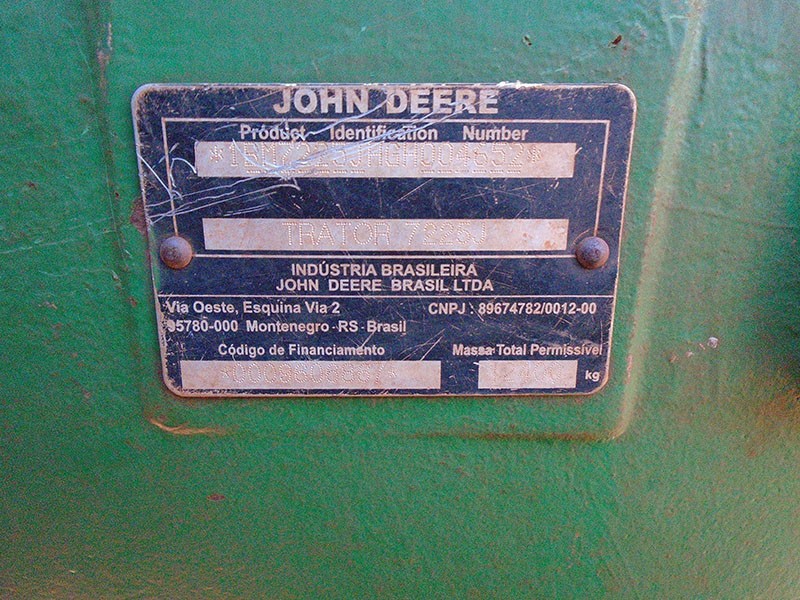 JOHN DEERE
Product Identification Number
*1BM7225JHGH004652*
TRATOR 7225J
INDÚSTRIA BRASILEIRA
JOHN DEERE BRASIL LTDA
Via Oeste, Esquina Via 2 CNPJ : 89674782/0012-00
95780-000 Montenegro - RS - Brasil
Código de Financiamento Massa Total Permissível
kg